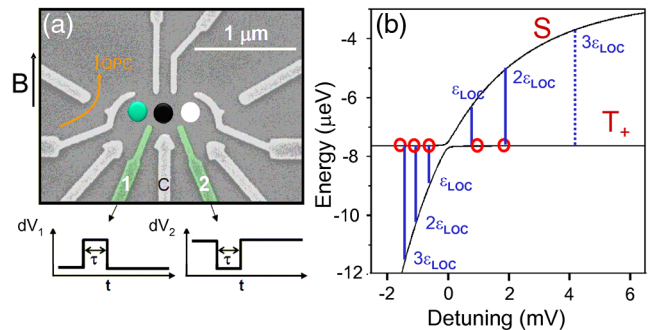 (a)
1 μm
I_QPC
B
1
C
2
dV₁
τ
t
dV₂
τ
t
(b)
S
3ε_LOC
2ε_LOC
ε_LOC
T₊
ε_LOC
2ε_LOC
3ε_LOC
-4
-6
-8
-10
-12
Energy (μeV)
-2
0
2
4
6
Detuning (mV)